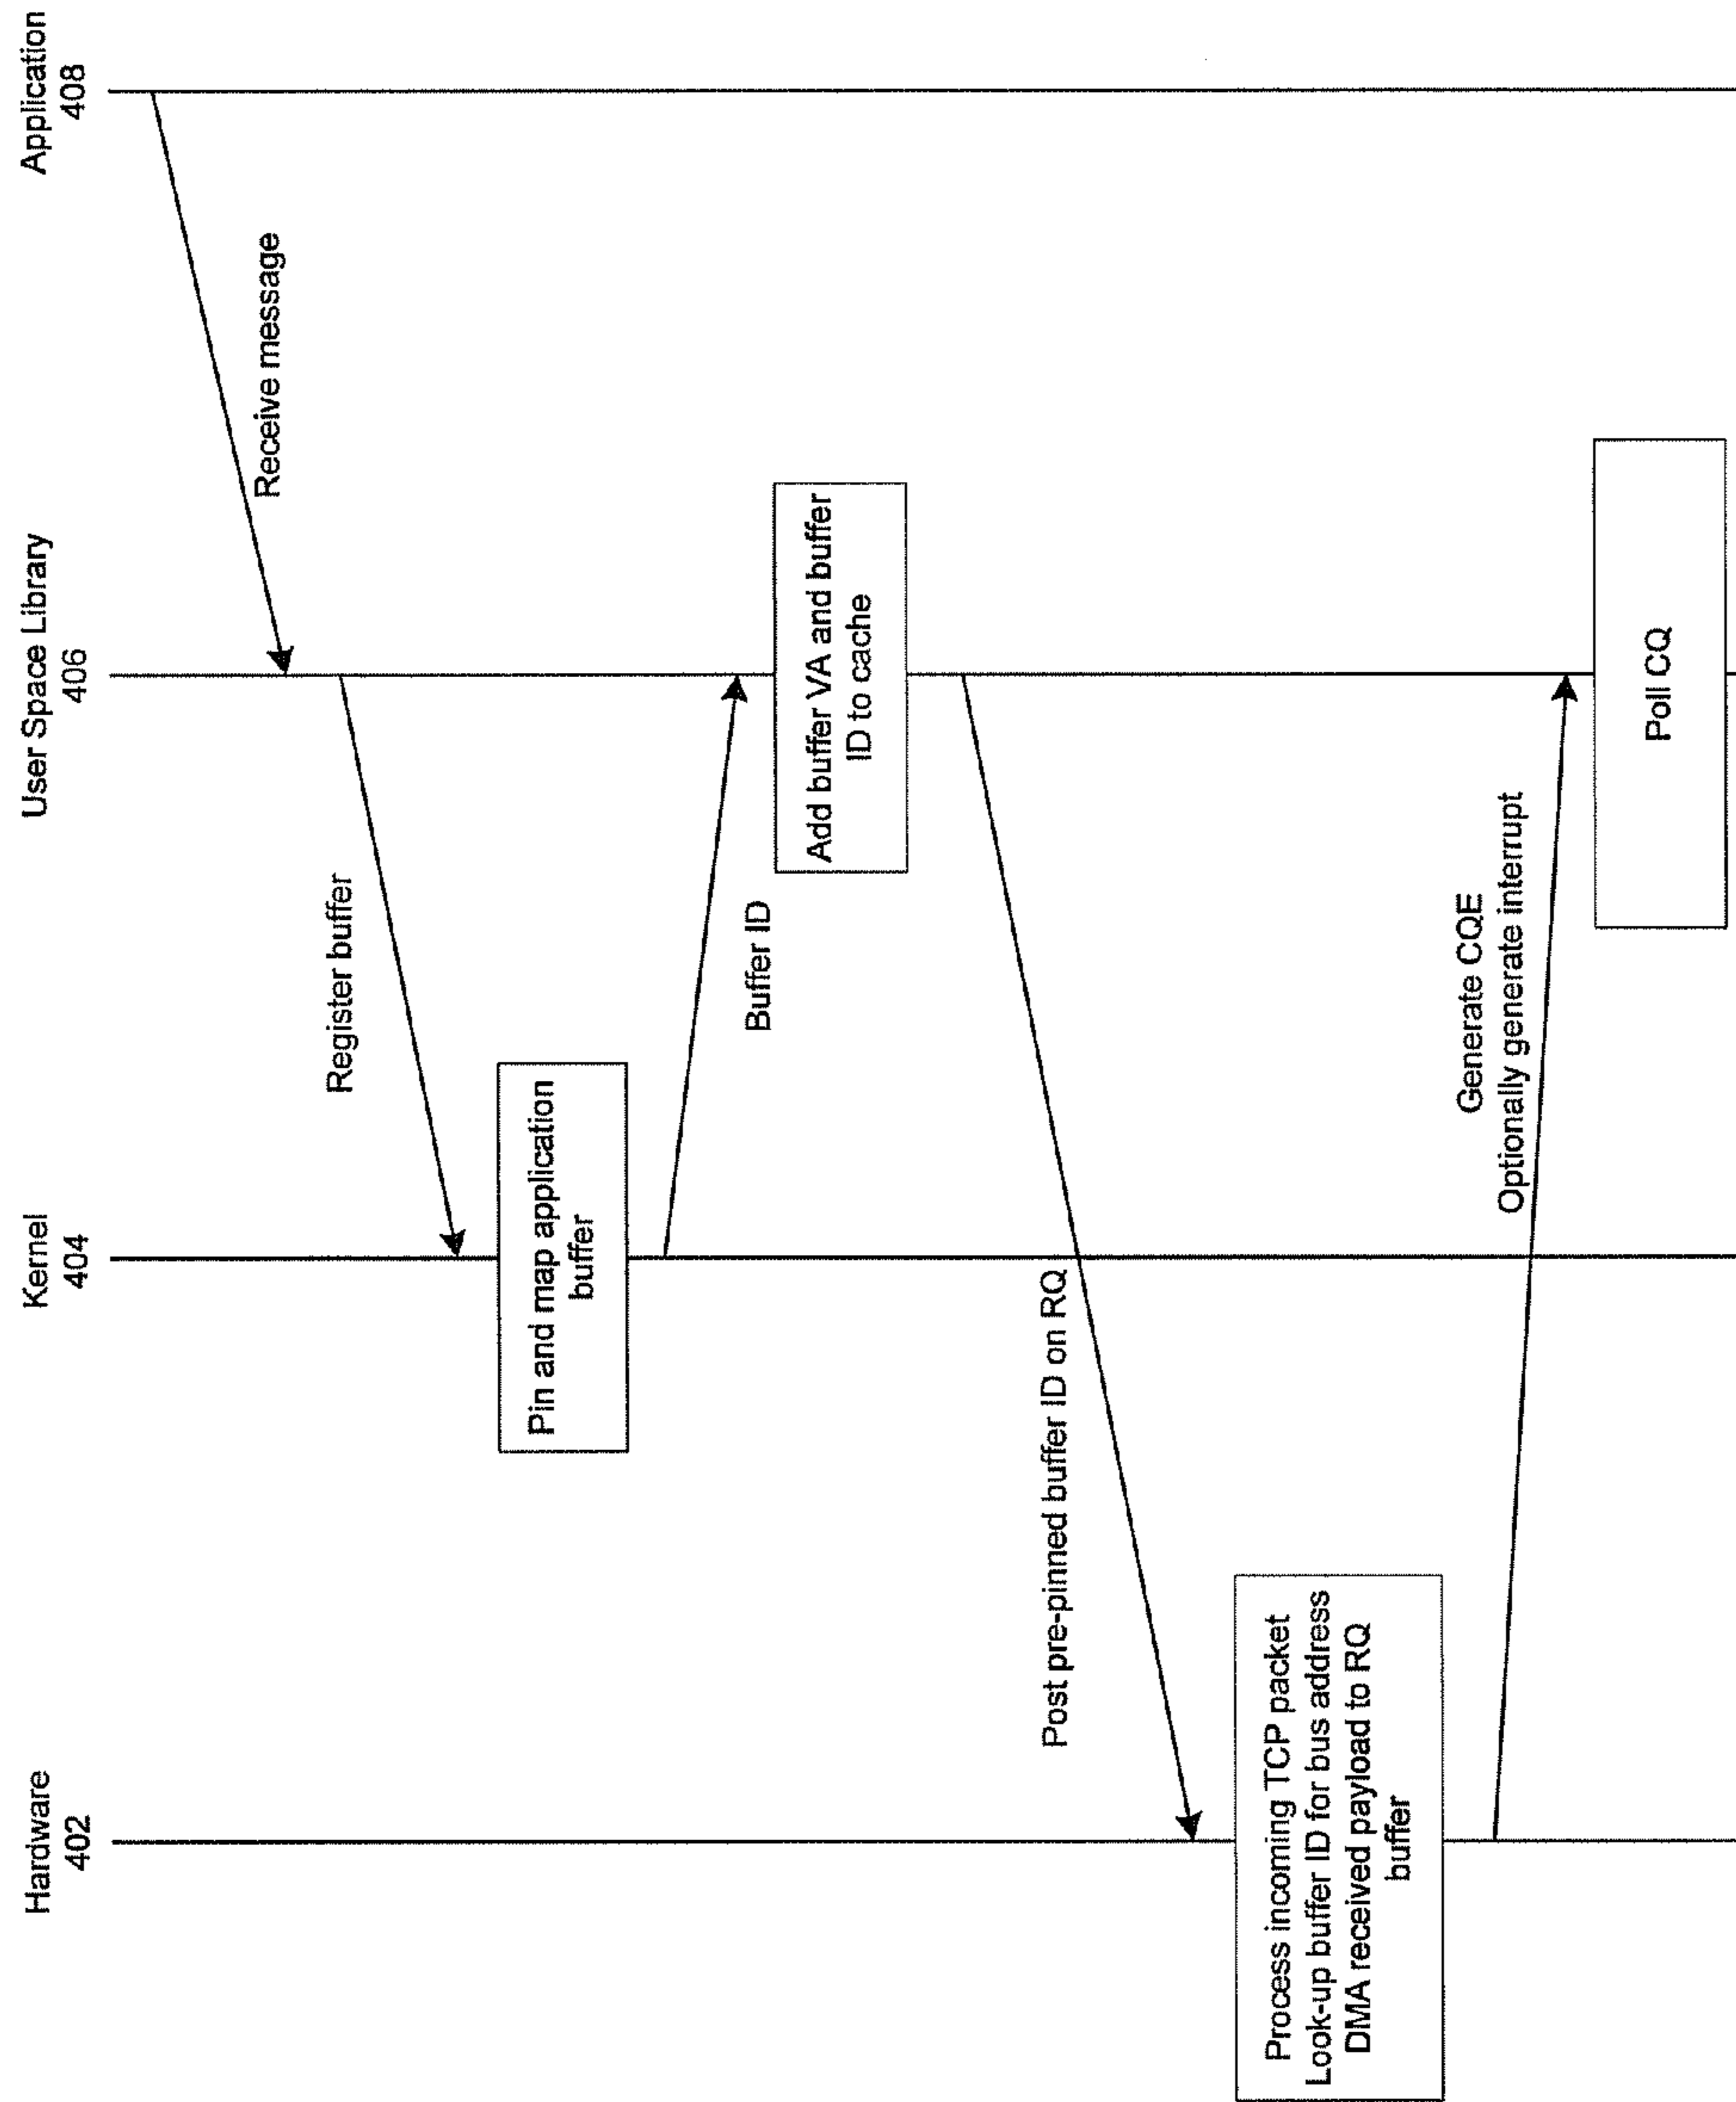 Hardware
402
Kernel
404
User Space Library
406
Application
408
Receive message
Register buffer
Pin and map application
buffer
Buffer ID
Add buffer VA and buffer
ID to cache
Post pre-pinned buffer ID on RQ
Process incoming TCP packet
Look-up buffer ID for bus address
DMA received payload to RQ
buffer
Generate CQE
Optionally generate interrupt
Poll CQ